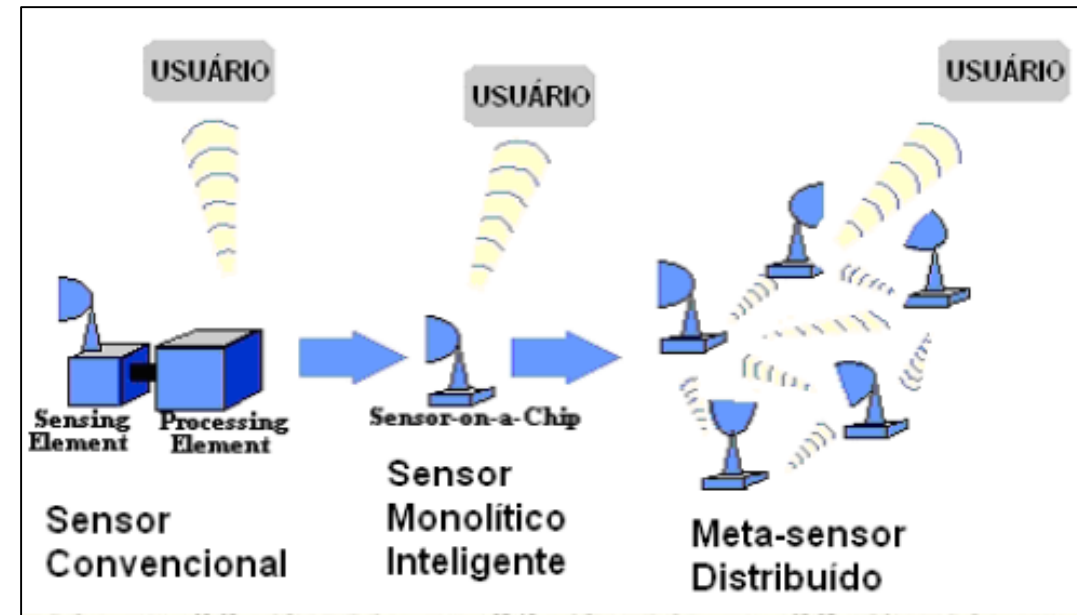 USUÁRIO
USUÁRIO
USUÁRIO
Sensing
Element
Processing
Element
Sensor-on-a-Chip
Sensor
Convencional
Sensor
Monolítico
Inteligente
Meta-sensor
Distribuído